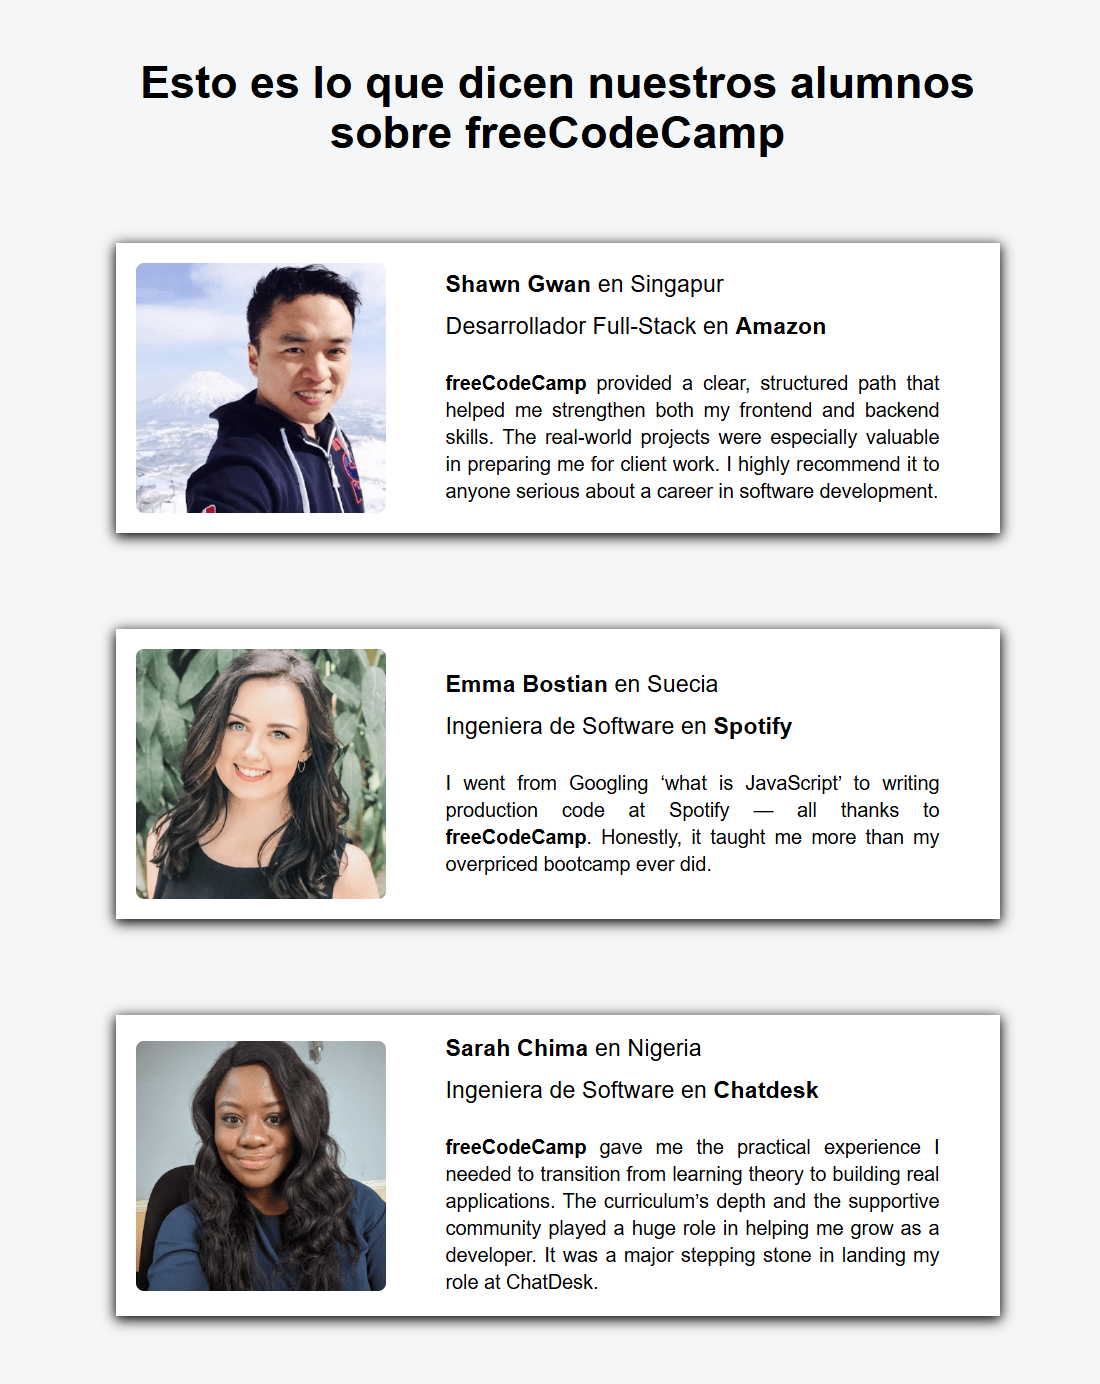 Esto es lo que dicen nuestros alumnos
sobre freeCodeCamp
Shawn Gwan en Singapur
Desarrollador Full-Stack en Amazon
freeCodeCamp provided a clear, structured path that
helped me strengthen both my frontend and backend
skills. The real-world projects were especially valuable
in preparing me for client work. I highly recommend it to
anyone serious about a career in software development.
Emma Bostian en Suecia
Ingeniera de Software en Spotify
I went from Googling ‘what is JavaScript’ to writing
production code at Spotify — all thanks to
freeCodeCamp. Honestly, it taught me more than my
overpriced bootcamp ever did.
Sarah Chima en Nigeria
Ingeniera de Software en Chatdesk
freeCodeCamp gave me the practical experience I
needed to transition from learning theory to building real
applications. The curriculum’s depth and the supportive
community played a huge role in helping me grow as a
developer. It was a major stepping stone in landing my
role at ChatDesk.